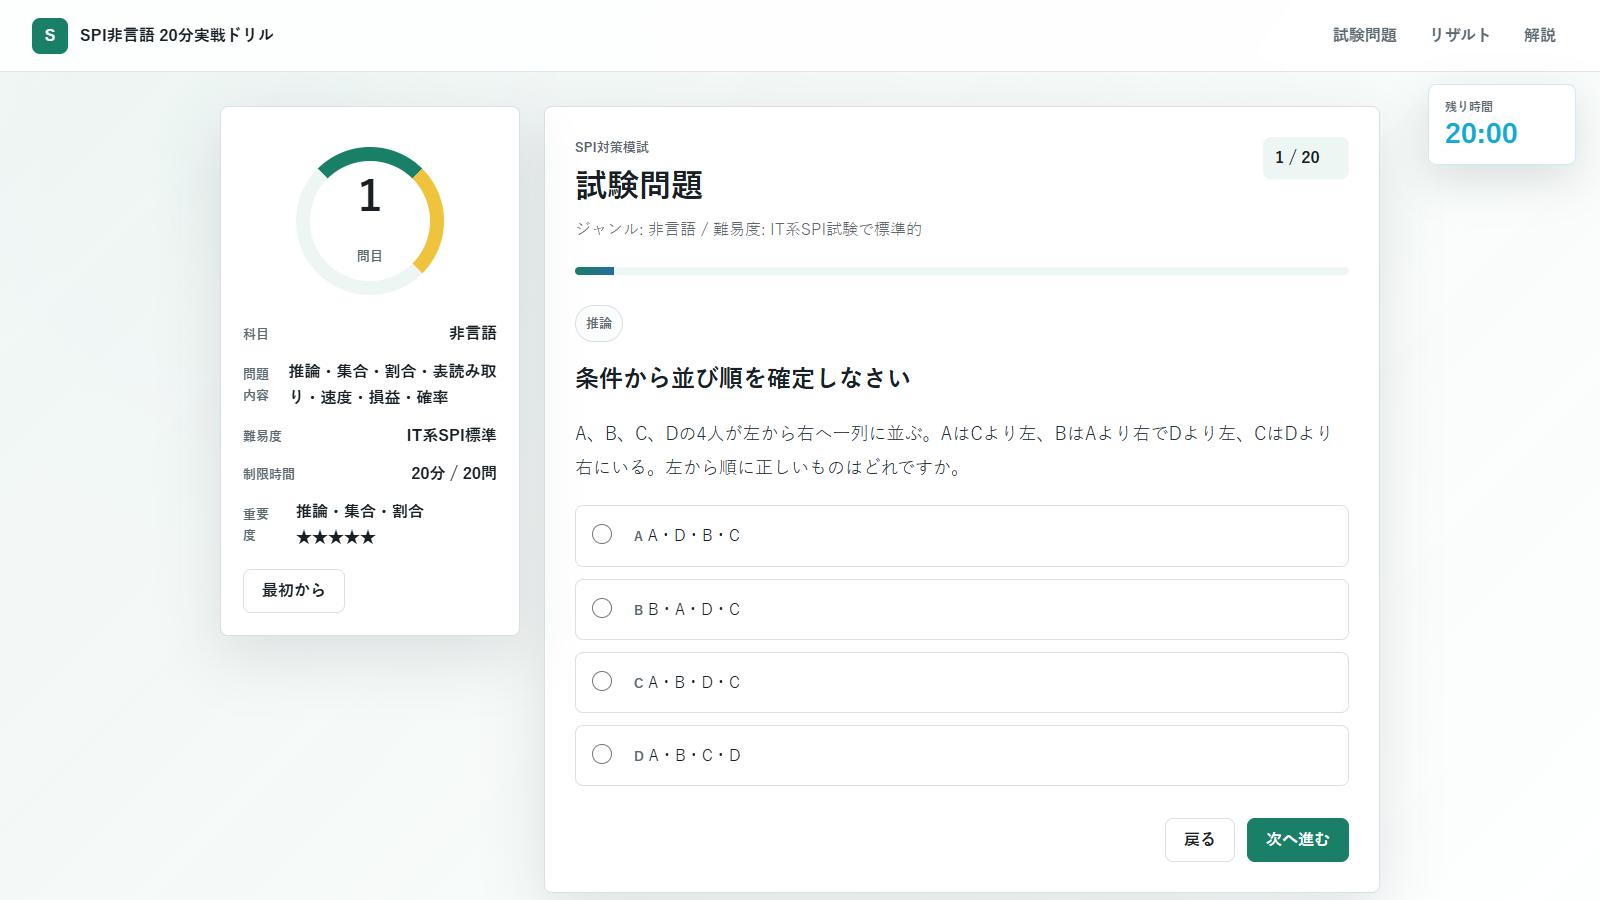 S SPI非言語 20分実戦ドリル
試験問題 リザルト 解説
残り時間
20:00
1
問目
科目 非言語
問題内容 推論・集合・割合・表読み取り・速度・損益・確率
難易度 IT系SPI標準
制限時間 20分 / 20問
重要度 推論・集合・割合
★★★★★
最初から
SPI対策模試
試験問題
1 / 20
ジャンル: 非言語 / 難易度: IT系SPI試験で標準的
推論
条件から並び順を確定しなさい
A、B、C、Dの4人が左から右へ一列に並ぶ。AはCより左、BはAより右でDより左、CはDより
右にいる。左から順に正しいものはどれですか。
A A・D・B・C
B B・A・D・C
C A・B・D・C
D A・B・C・D
戻る 次へ進む